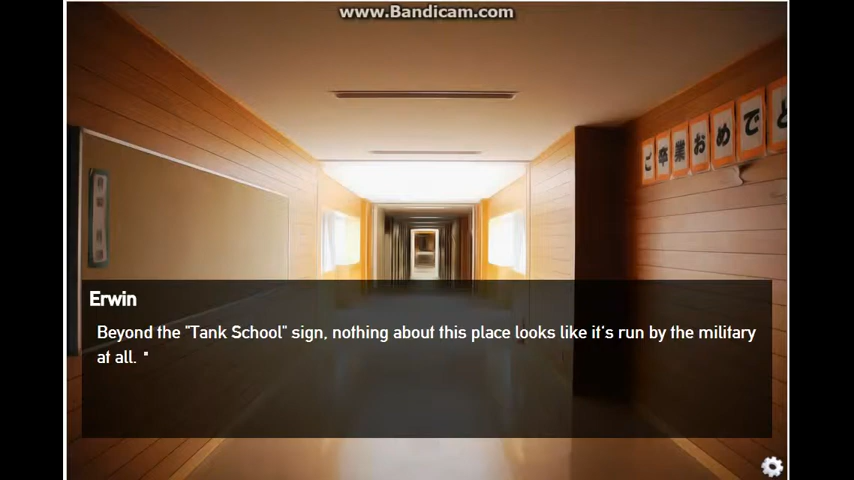 www.Bandicam.com
ご卒業おめでと
Erwin
Beyond the "Tank School" sign, nothing about this place looks like it's run by the military
at all. "